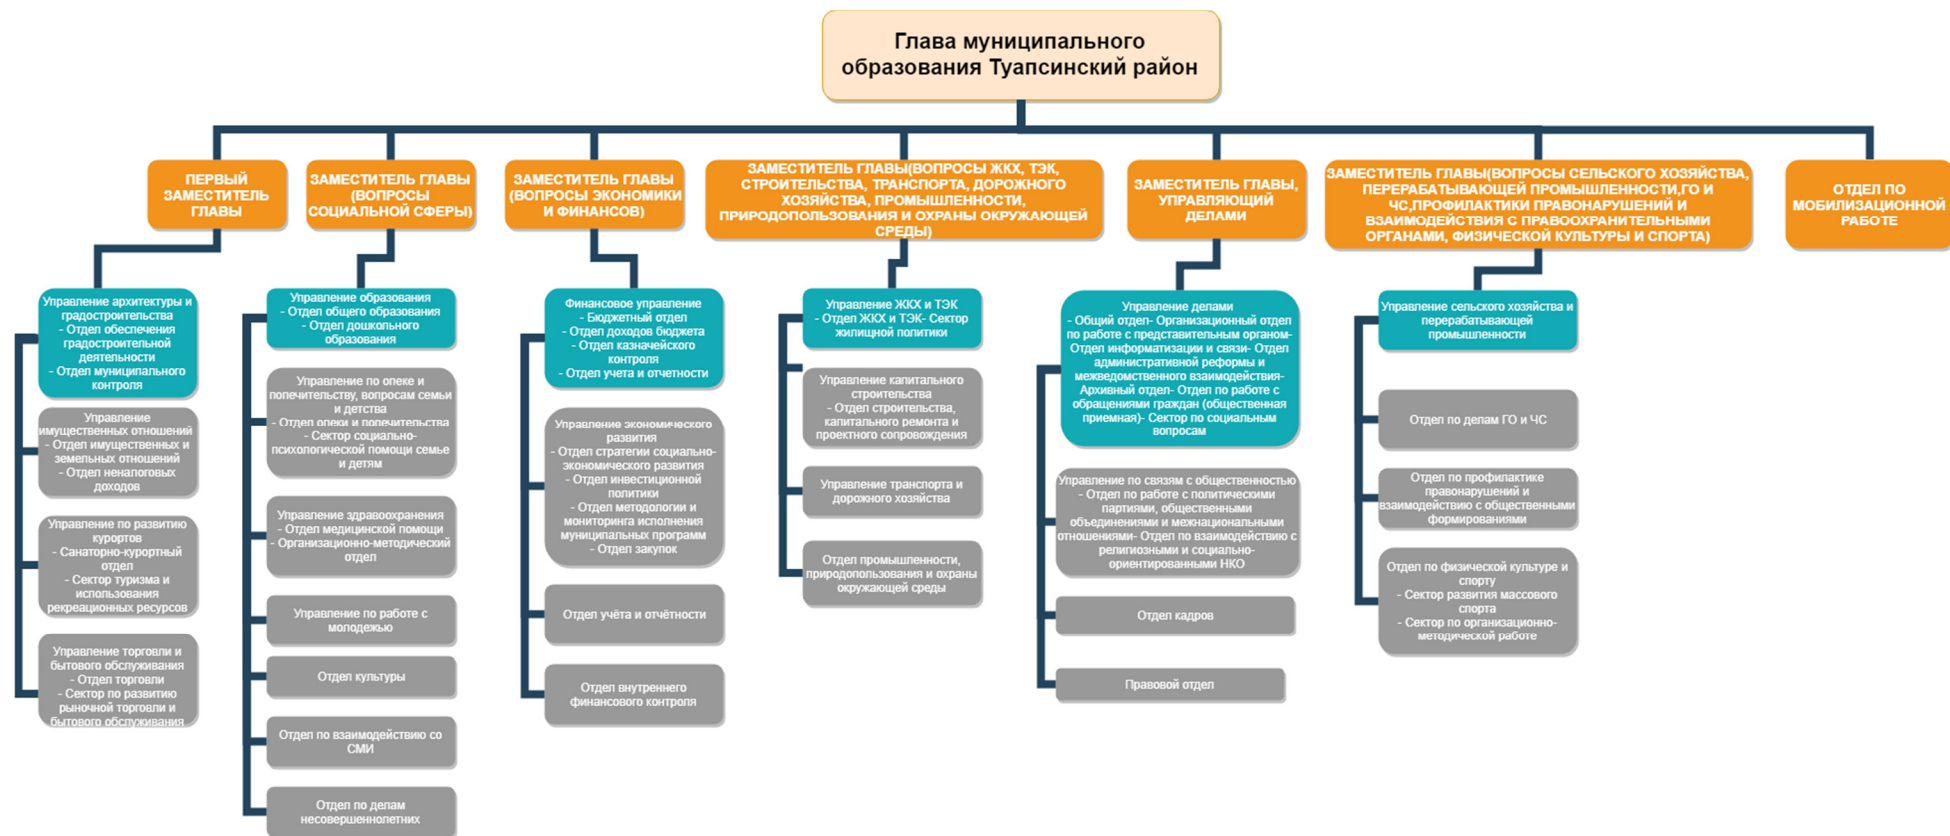 Глава муниципального
образования Туапсинский район
ПЕРВЫЙ
ЗАМЕСТИТЕЛЬ
ГЛАВЫ
ЗАМЕСТИТЕЛЬ ГЛАВЫ
(ВОПРОСЫ
СОЦИАЛЬНОЙ СФЕРЫ)
ЗАМЕСТИТЕЛЬ ГЛАВЫ
(ВОПРОСЫ ЭКОНОМИКИ
И ФИНАНСОВ)
ЗАМЕСТИТЕЛЬ ГЛАВЫ(ВОПРОСЫ ЖКХ, ТЭК,
СТРОИТЕЛЬСТВА, ТРАНСПОРТА, ДОРОЖНОГО
ХОЗЯЙСТВА, ПРОМЫШЛЕННОСТИ,
ПРИРОДОПОЛЬЗОВАНИЯ И ОХРАНЫ ОКРУЖАЮЩЕЙ
СРЕДЫ)
ЗАМЕСТИТЕЛЬ ГЛАВЫ,
УПРАВЛЯЮЩИЙ
ДЕЛАМИ
ЗАМЕСТИТЕЛЬ ГЛАВЫ(ВОПРОСЫ СЕЛЬСКОГО ХОЗЯЙСТВА,
ПЕРЕРАБАТЫВАЮЩЕЙ ПРОМЫШЛЕННОСТИ,ГО И
ЧС,ПРОФИЛАКТИКИ ПРАВОНАРУШЕНИЙ И
ВЗАИМОДЕЙСТВИЯ С ПРАВООХРАНИТЕЛЬНЫМИ
ОРГАНАМИ, ФИЗИЧЕСКОЙ КУЛЬТУРЫ И СПОРТА)
ОТДЕЛ ПО
МОБИЛИЗАЦИОННОЙ
РАБОТЕ
Управление архитектуры и
градостроительства
- Отдел обеспечения
градостроительной
деятельности
- Отдел муниципального
контроля
Управление
имущественных отношений
- Отдел имущественных и
земельных отношений
- Отдел неналоговых
доходов
Управление по развитию
курортов
- Санаторно-курортный
отдел
- Сектор туризма и
использования
рекреационных ресурсов
Управление торговли и
бытового обслуживания
- Отдел торговли
- Сектор по развитию
рыночной торговли и
бытового обслуживания
Управление образования
- Отдел общего образования
- Отдел дошкольного
образования
Управление по опеке и
попечительству, вопросам семьи
и детства
- Отдел опеки и попечительства
- Сектор социально-
психологической помощи семье
и детям
Управление здравоохранения
- Отдел медицинской помощи
- Организационно-методический
отдел
Управление по работе с
молодежью
Отдел культуры
Отдел по взаимодействию со
СМИ
Отдел по делам
несовершеннолетних
Финансовое управление
- Бюджетный отдел
- Отдел доходов бюджета
- Отдел казначейского
контроля
- Отдел учета и отчетности
Управление экономического
развития
- Отдел стратегии социально-
экономического развития
- Отдел инвестиционной
политики
- Отдел методологии и
мониторинга исполнения
муниципальных программ
- Отдел закупок
Отдел учёта и отчётности
Отдел внутреннего
финансового контроля
Управление ЖКХ и ТЭК
- Отдел ЖКХ и ТЭК- Сектор
жилищной политики
Управление капитального
строительства
- Отдел строительства,
капитального ремонта и
проектного сопровождения
Управление транспорта и
дорожного хозяйства
Отдел промышленности,
природопользования и охраны
окружающей среды
Управление делами
- Общий отдел- Организационный отдел
по работе с представительным органом-
Отдел информатизации и связи- Отдел
административной реформы и
межведомственного взаимодействия-
Архивный отдел- Отдел по работе с
обращениями граждан (общественная
приемная)- Сектор по социальным
вопросам
Управление по связям с общественностью
- Отдел по работе с политическими
партиями, общественными
объединениями и межнациональными
отношениями- Отдел по взаимодействию с
религиозными и социально-
ориентированными НКО
Отдел кадров
Правовой отдел
Управление сельского хозяйства и
перерабатывающей
промышленности
Отдел по делам ГО и ЧС
Отдел по профилактике
правонарушений и
взаимодействию с общественными
формированиями
Отдел по физической культуре и
спорту
- Сектор развития массового
спорта
- Сектор по организационно-
методической работе